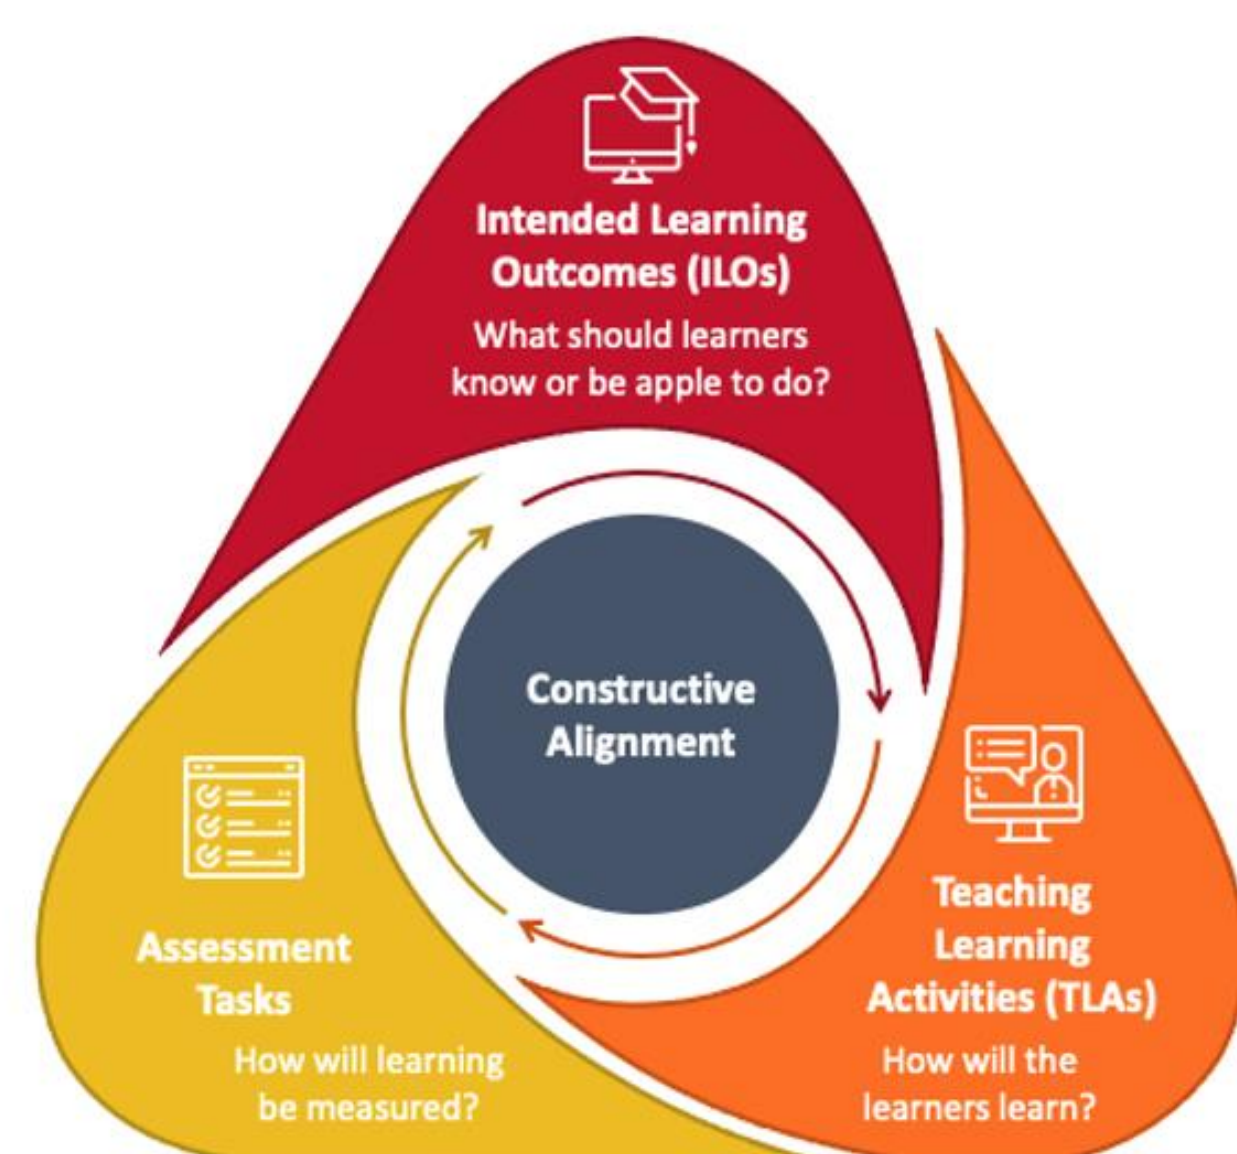 Intended Learning
Outcomes (ILOs)
What should learners
know or be apple to do?
Constructive
Alignment
Teaching
Learning
Activities (TLAs)
How will the
learners learn?
Assessment
Tasks
How will learning
be measured?